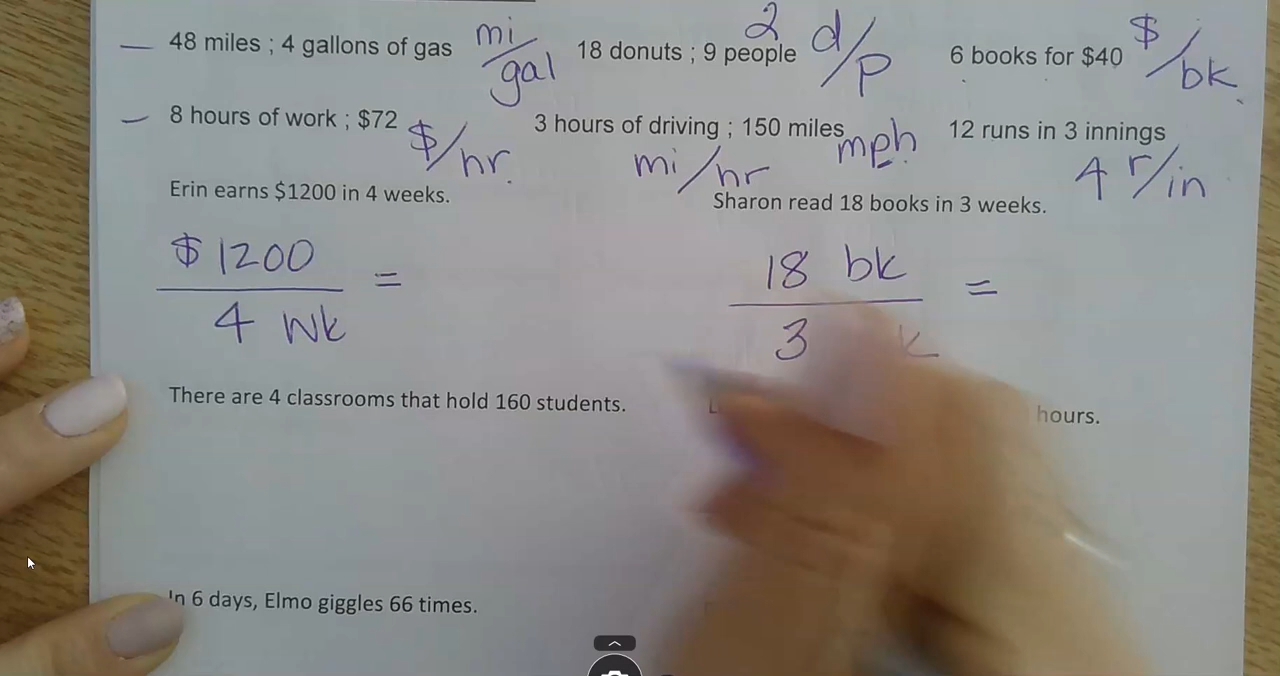 48 miles ; 4 gallons of gas mi/gal 18 donuts ; 9 people 2 d/p 6 books for $40 $/bk
8 hours of work ; $72 $/hr. 3 hours of driving ; 150 miles mi/hr mph. 12 runs in 3 innings 4 r/in
Erin earns $1200 in 4 weeks. Sharon read 18 books in 3 weeks.
$1200 = 18 bk =
4 Wk 3
There are 4 classrooms that hold 160 students. hours.
In 6 days, Elmo giggles 66 times.